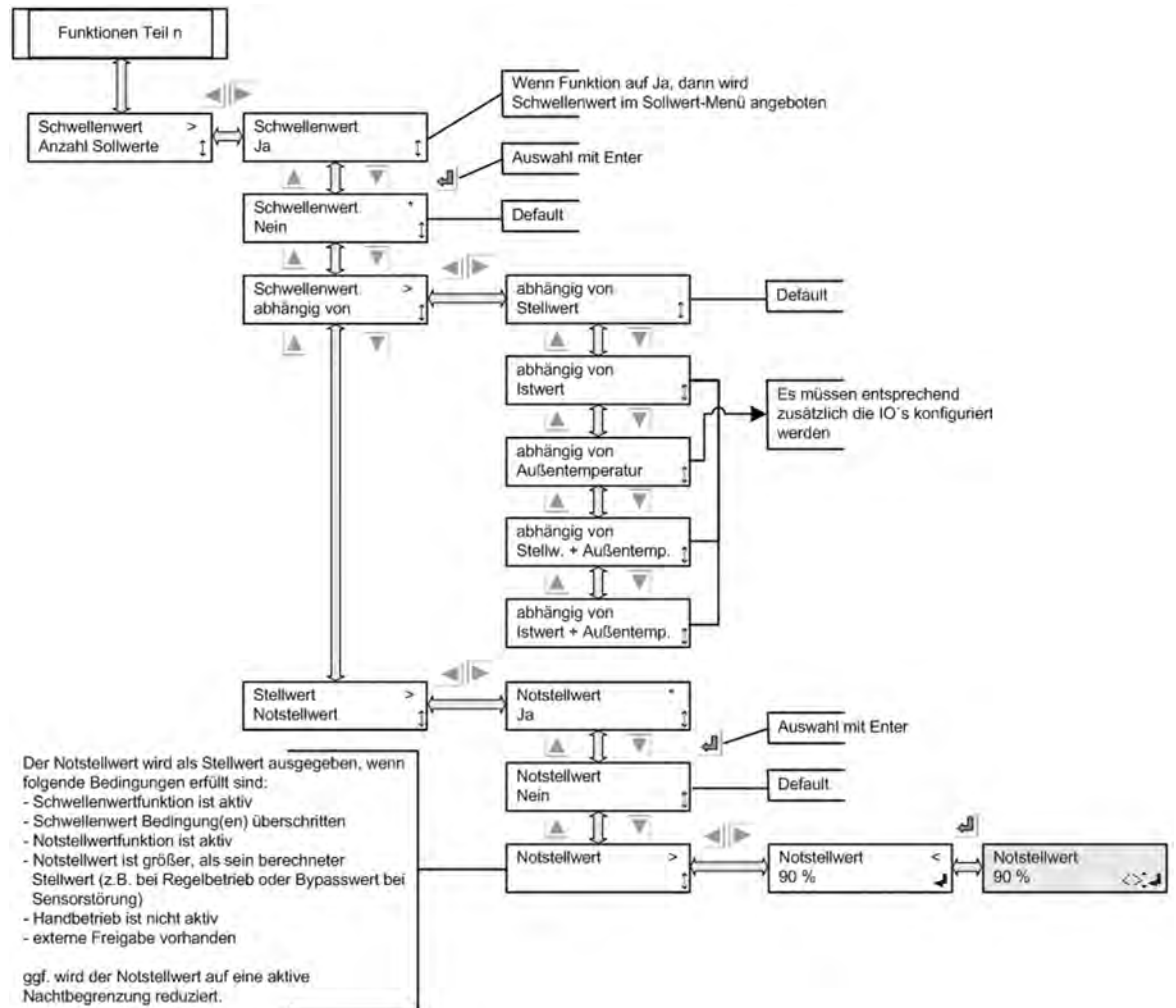 Funktionen Teil n
Wenn Funktion auf Ja, dann wird
Schwellenwert im Sollwert-Menü angeboten
Schwellenwert >
Anzahl Sollwerte
Schwellenwert
Ja
Auswahl mit Enter
Schwellenwert *
Nein
Default
Schwellenwert >
abhängig von
abhängig von
Stellwert
Default
abhängig von
Istwert
Es müssen entsprechend
zusätzlich die IO´s konfiguriert
werden
abhängig von
Außentemperatur
abhängig von
Stellw. + Außentemp.
abhängig von
Istwert + Außentemp.
Stellwert >
Notstellwert
Notstellwert *
Ja
Auswahl mit Enter
Notstellwert
Nein
Default
Notstellwert >
Notstellwert <
90 %
Notstellwert
90 % <>
Der Notstellwert wird als Stellwert ausgegeben, wenn
folgende Bedingungen erfüllt sind:
- Schwellenwertfunktion ist aktiv
- Schwellenwert Bedingung(en) überschritten
- Notstellwertfunktion ist aktiv
- Notstellwert ist größer, als sein berechneter
Stellwert (z.B. bei Regelbetrieb oder Bypasswert bei
Sensorstörung)
- Handbetrieb ist nicht aktiv
- externe Freigabe vorhanden
ggf. wird der Notstellwert auf eine aktive
Nachtbegrenzung reduziert.